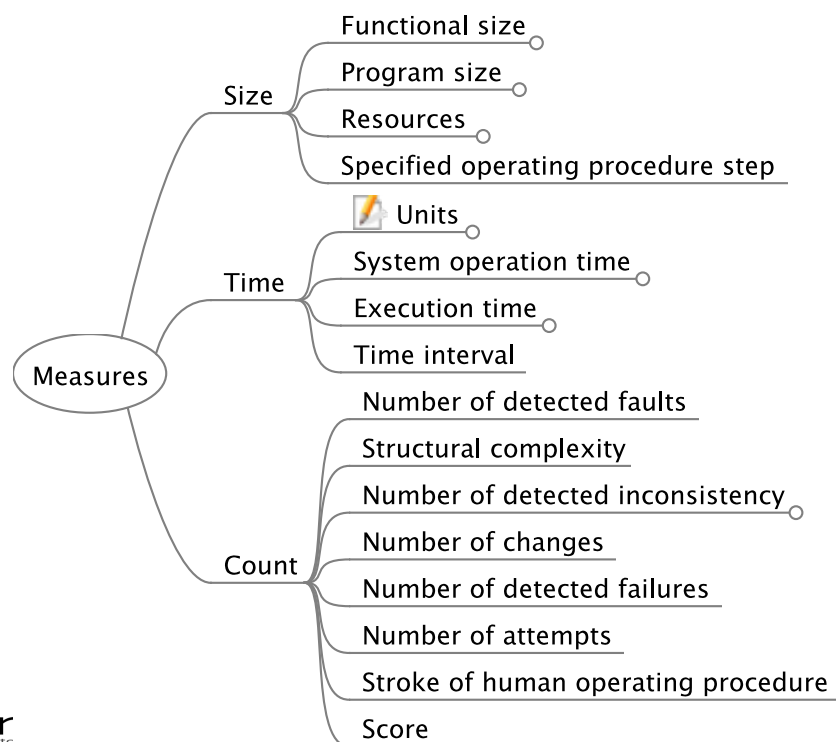 Functional size
Program size
Size
Resources
Specified operating procedure step
Units
System operation time
Time
Execution time
Time interval
Measures
Number of detected faults
Structural complexity
Number of detected inconsistency
Number of changes
Count
Number of detected failures
Number of attempts
Stroke of human operating procedure
Score